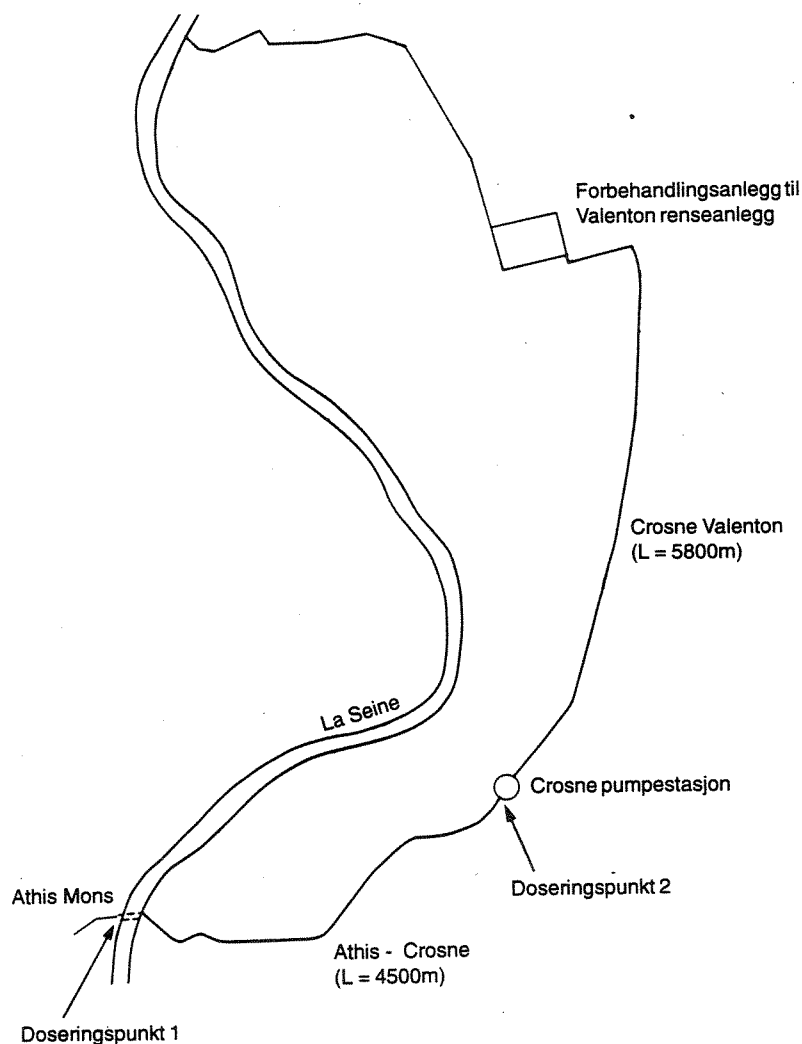 Forbehandlingsanlegg til
Valenton renseanlegg
Crosne Valenton
(L = 5800m)
La Seine
Crosne pumpestasjon
Doseringspunkt 2
Athis Mons
Athis - Crosne
(L = 4500m)
Doseringspunkt 1